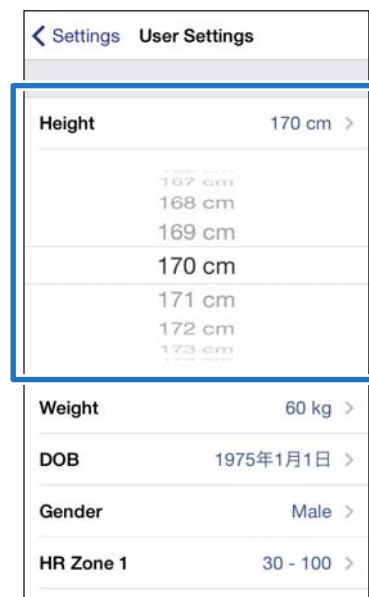 Settings User Settings
Height 170 cm
167 cm
168 cm
169 cm
170 cm
171 cm
172 cm
173 cm
Weight 60 kg
DOB 1975年1月1日
Gender Male
HR Zone 1 30 - 100